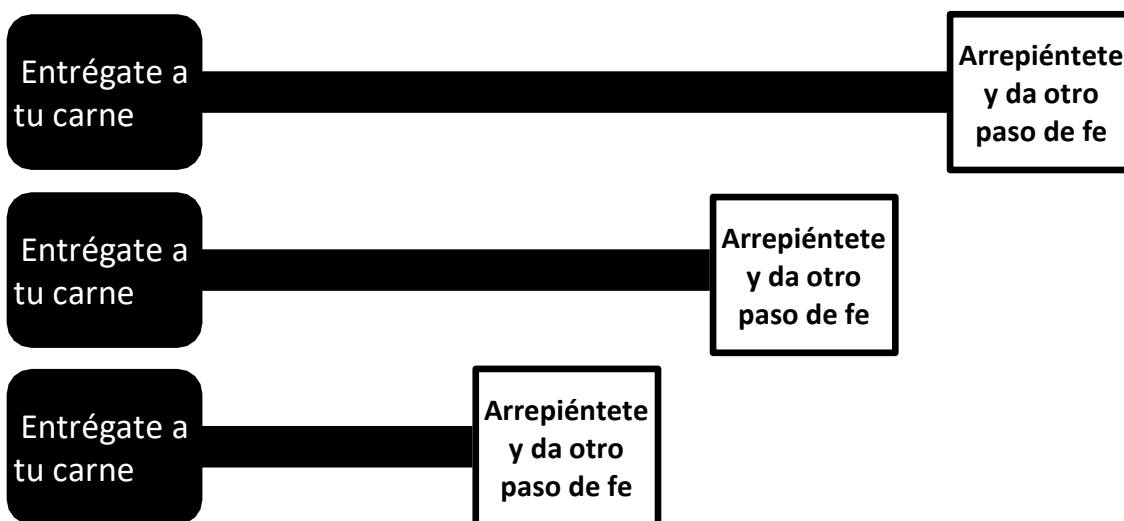 Entrégate a
tu carne
Arrepiéntete
y da otro
paso de fe
Entrégate a
tu carne
Arrepiéntete
y da otro
paso de fe
Entrégate a
tu carne
Arrepiéntete
y da otro
paso de fe